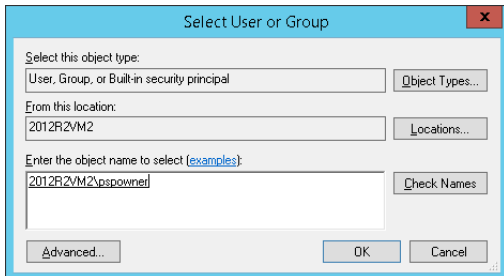 Select User or Group
x
Select this object type:
User, Group, or Built-in security principal
Object Types...
From this location:
2012R2VM2
Locations...
Enter the object name to select (examples):
2012R2VM2\pspowner
Check Names
Advanced...
OK
Cancel